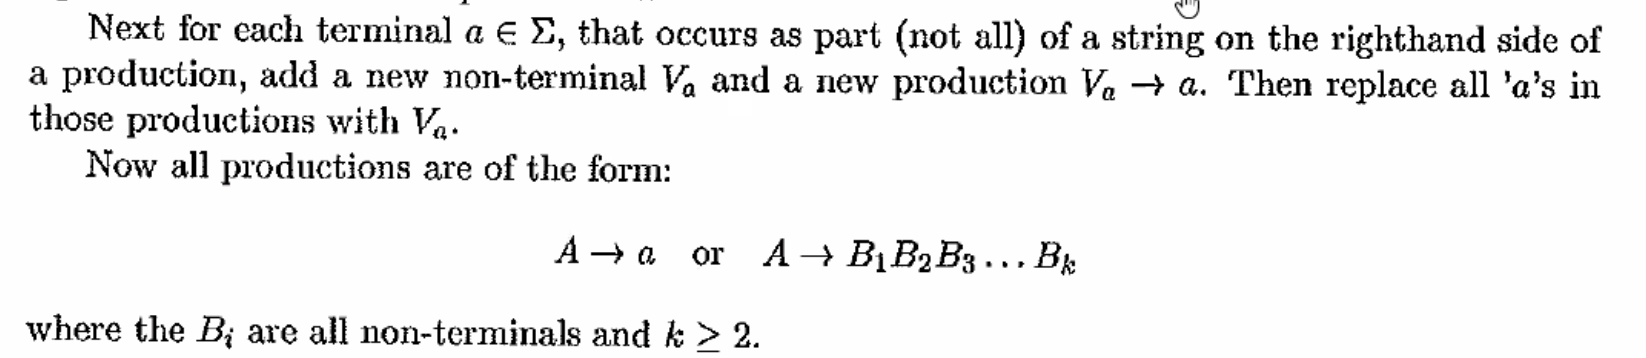 Next for each terminal a ∈ Σ, that occurs as part (not all) of a string on the righthand side of
a production, add a new non-terminal Vₐ and a new production Vₐ → a. Then replace all 'a's in
those productions with Vₐ.
Now all productions are of the form:
A → a or A → B₁B₂B₃ . . . Bₖ
where the Bᵢ are all non-terminals and k ≥ 2.